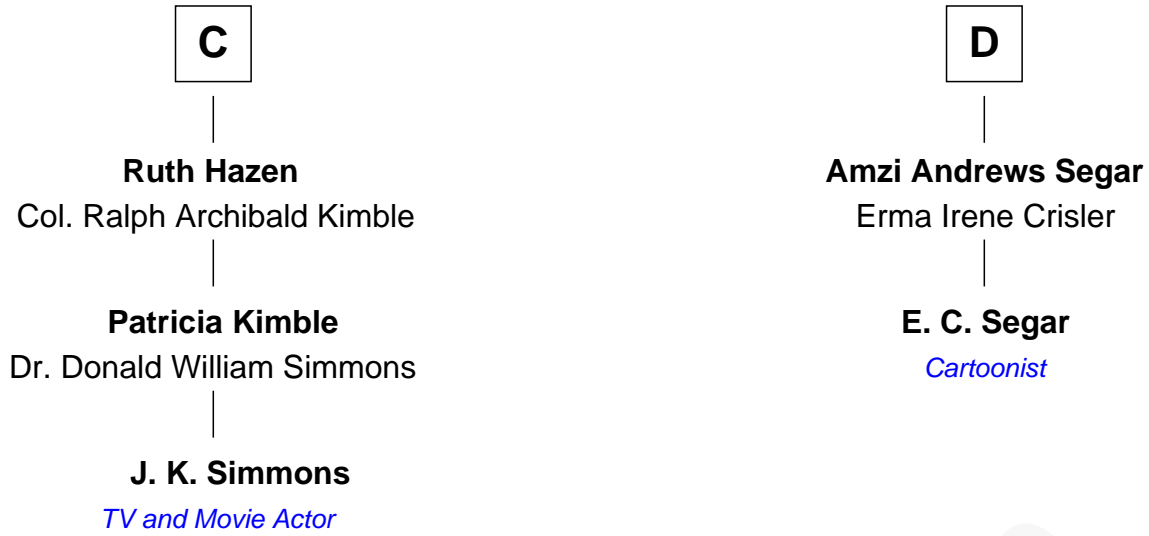 C
Ruth Hazen
Col. Ralph Archibald Kimble
Patricia Kimble
Dr. Donald William Simmons
J. K. Simmons
TV and Movie Actor
D
Amzi Andrews Segar
Erma Irene Crisler
E. C. Segar
Cartoonist